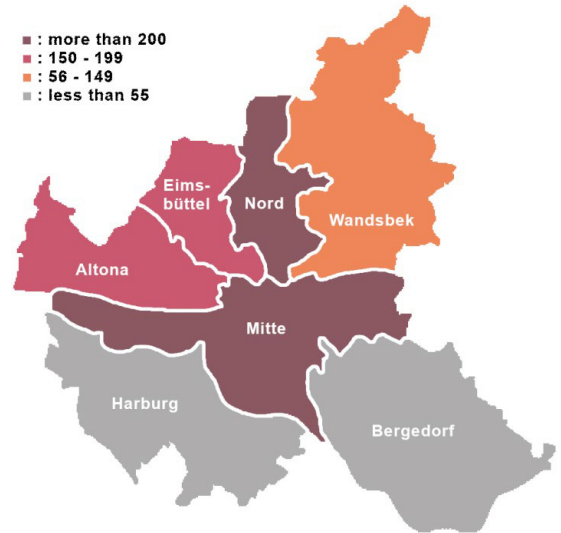 : more than 200
: 150 - 199
: 56 - 149
: less than 55
Eims-
büttel
Nord
Wandsbek
Altona
Mitte
Harburg
Bergedorf